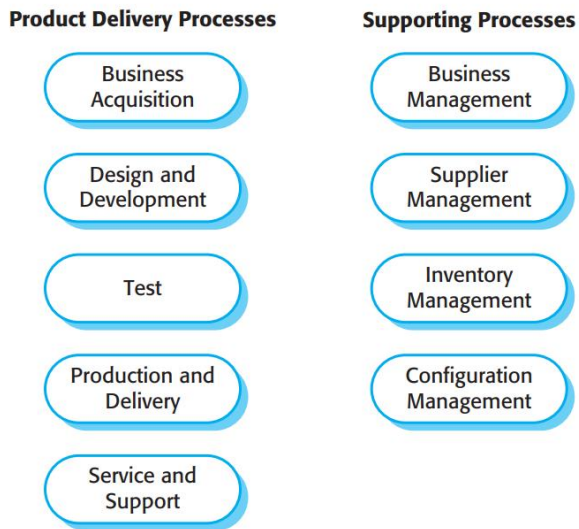 Product Delivery Processes
Business
Acquisition
Design and
Development
Test
Production and
Delivery
Service and
Support
Supporting Processes
Business
Management
Supplier
Management
Inventory
Management
Configuration
Management